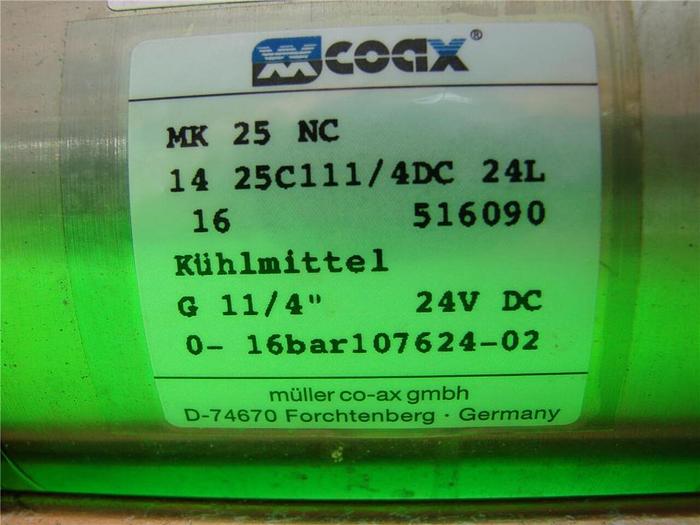 coax®
MK 25 NC
14 25C111/4DC 24L
16 516090
Kühlmittel
G 11/4" 24V DC
0- 16bar107624-02
müller co-ax gmbh
D-74670 Forchtenberg · Germany